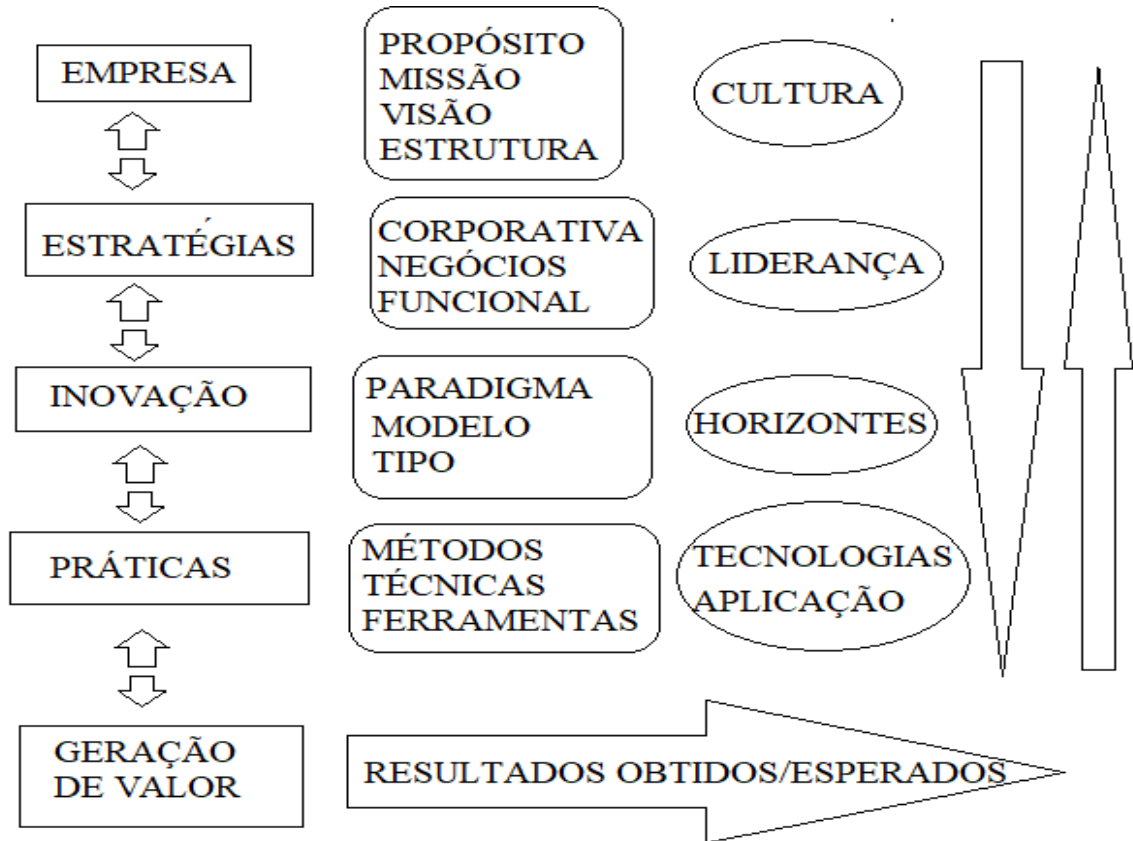 EMPRESA
PROPÓSITO
MISSÃO
VISÃO
ESTRUTURA
CULTURA
ESTRATÉGIAS
CORPORATIVA
NEGÓCIOS
FUNCIONAL
LIDERANÇA
INOVAÇÃO
PARADIGMA
MODELO
TIPO
HORIZONTES
PRÁTICAS
MÉTODOS
TÉCNICAS
FERRAMENTAS
TECNOLOGIAS
APLICAÇÃO
GERAÇÃO
DE VALOR
RESULTADOS OBTIDOS/ESPERADOS